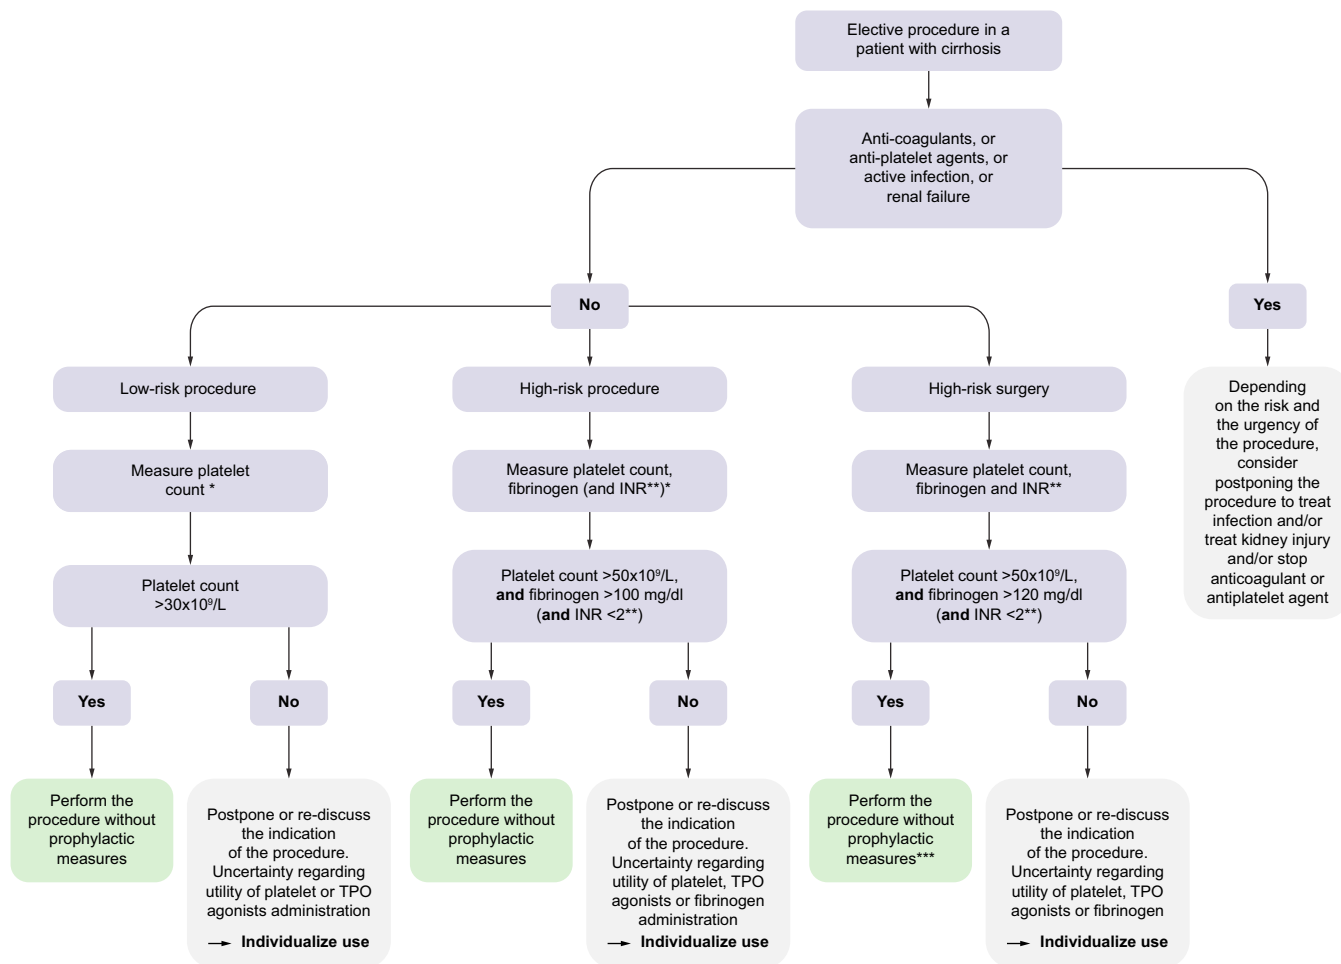 Elective procedure in a
patient with cirrhosis
Anti-coagulants, or
anti-platelet agents, or
active infection, or
renal failure
No
Yes
Low-risk procedure
High-risk procedure
High-risk surgery
Depending
on the risk and
the urgency of
the procedure,
consider
postponing the
procedure to treat
infection and/or
treat kidney injury
and/or stop
anticoagulant or
antiplatelet agent
Measure platelet
count *
Measure platelet count,
fibrinogen (and INR**)*
Measure platelet count,
fibrinogen and INR**
Platelet count
>30x10⁹/L
Platelet count >50x10⁹/L,
and fibrinogen >100 mg/dl
(and INR <2**)
Platelet count >50x10⁹/L,
and fibrinogen >120 mg/dl
(and INR <2**)
Yes
No
Yes
No
Yes
No
Perform the
procedure without
prophylactic
measures
Postpone or re-discuss
the indication
of the procedure.
Uncertainty regarding
utility of platelet or TPO
agonists administration
→ Individualize use
Perform the
procedure without
prophylactic
measures
Postpone or re-discuss
the indication
of the procedure.
Uncertainty regarding
utility of platelet, TPO
agonists or fibrinogen
administration
→ Individualize use
Perform the
procedure without
prophylactic
measures***
Postpone or re-discuss
the indication
of the procedure.
Uncertainty regarding
utility of platelet, TPO
agonists or fibrinogen
→ Individualize use